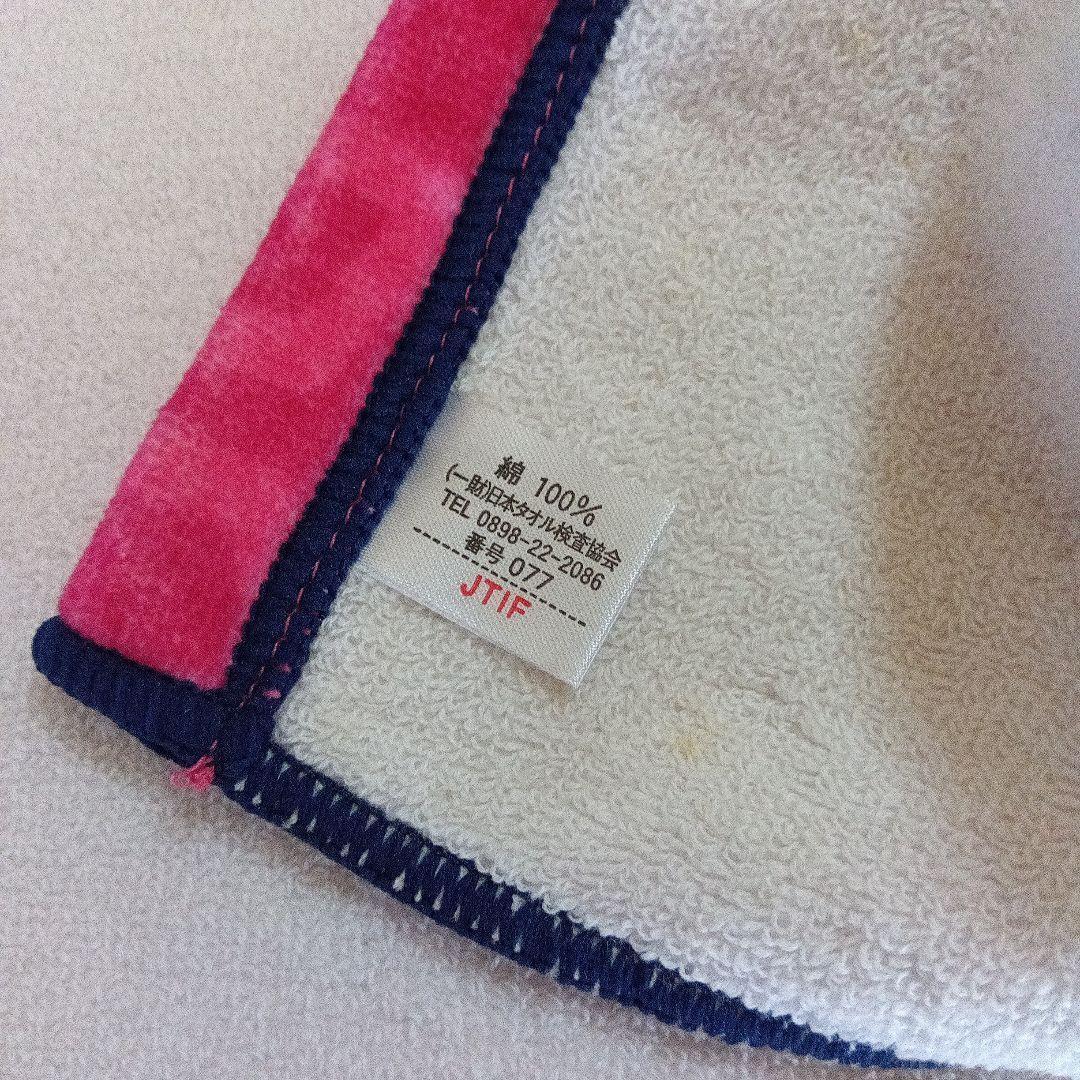 綿 100%
(一財)日本タオル検査協会
TEL 0898-22-2086
番号 077
JTIF